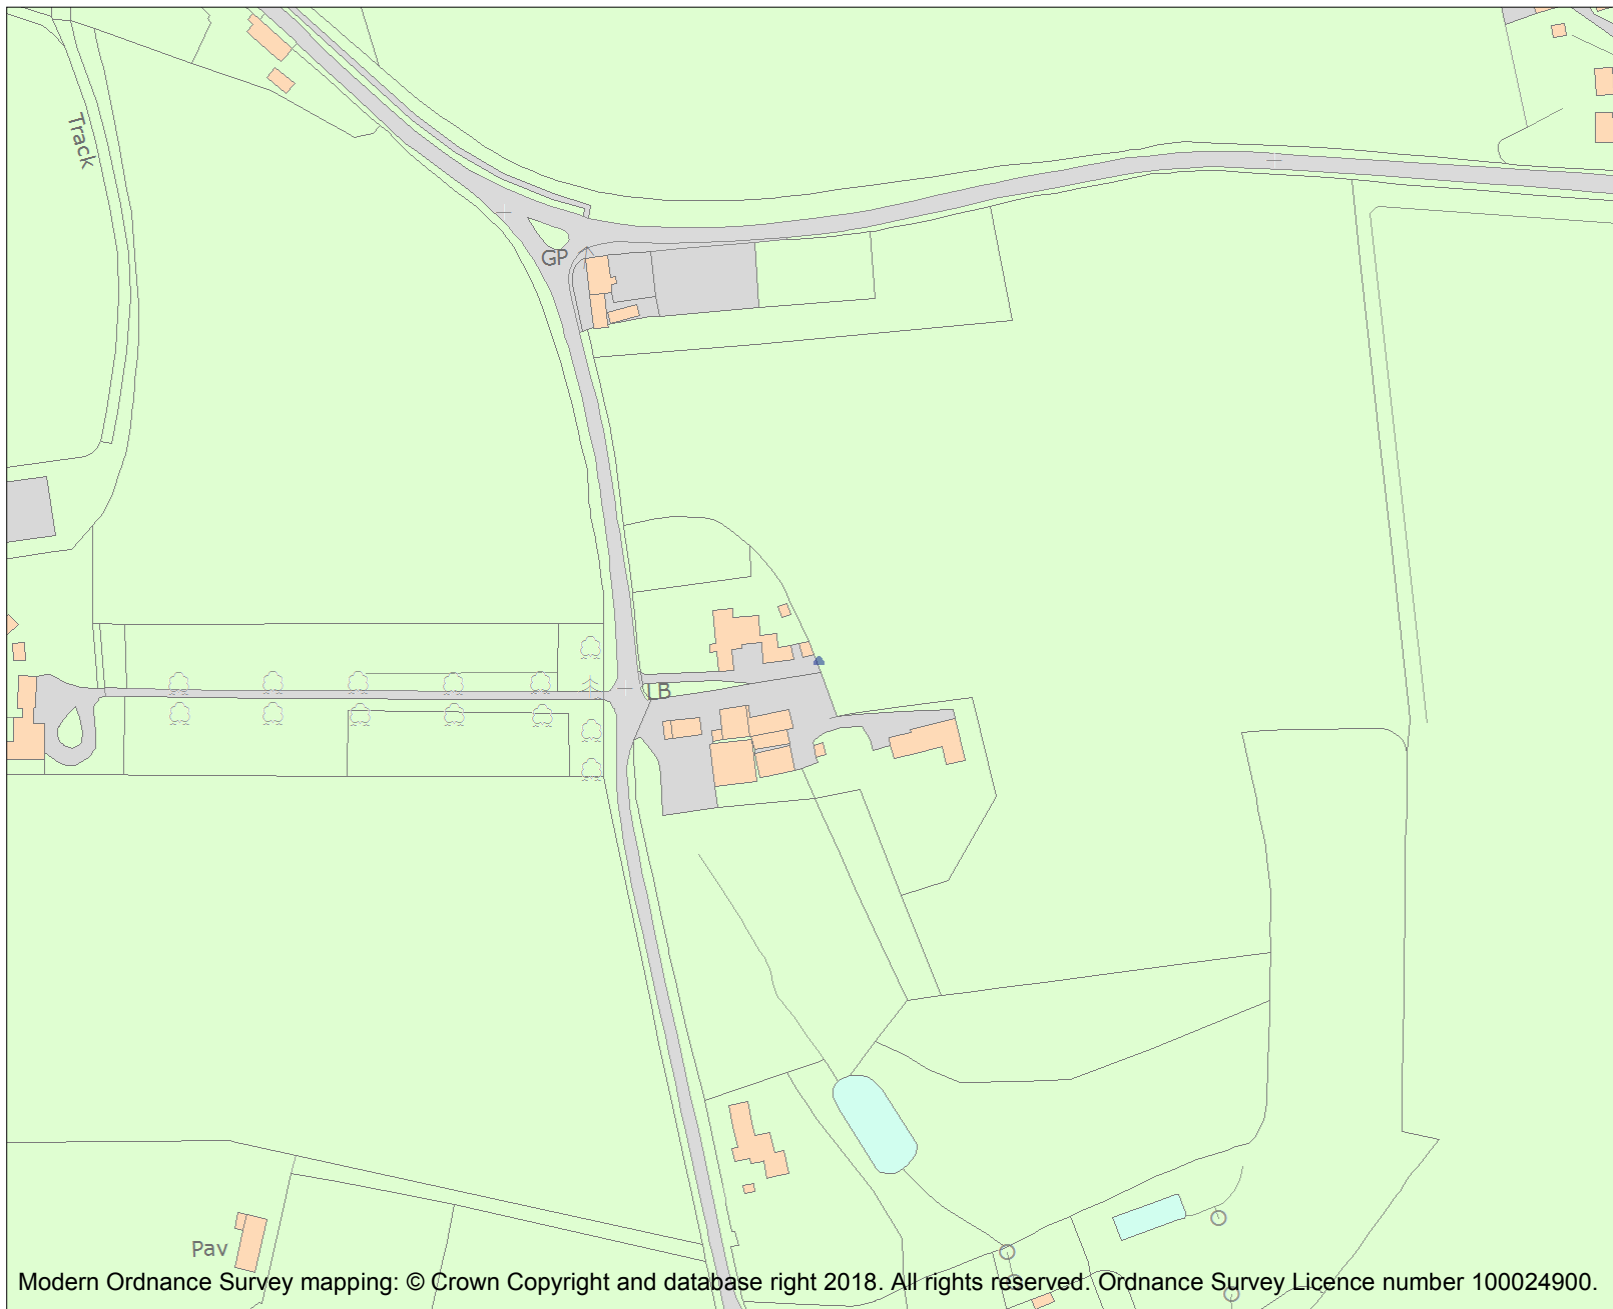 Track
GP
LB
Pav
Modern Ordnance Survey mapping: © Crown Copyright and database right 2018. All rights reserved. Ordnance Survey Licence number 100024900.